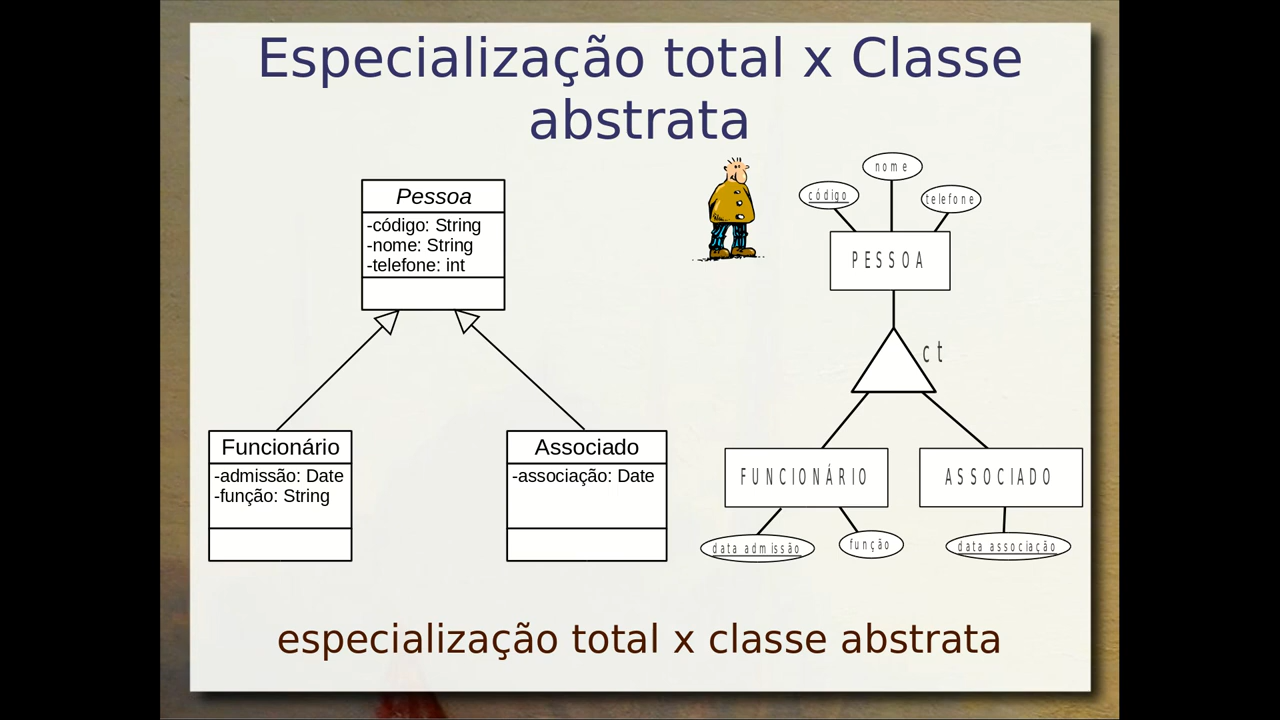 Especialização total x Classe
abstrata
Pessoa
-código: String
-nome: String
-telefone: int
Funcionário
-admissão: Date
-função: String
Associado
-associação: Date
nome
código
telefone
PESSOA
ct
FUNCIONÁRIO
ASSOCIADO
data admissão
função
data associação
especialização total x classe abstrata